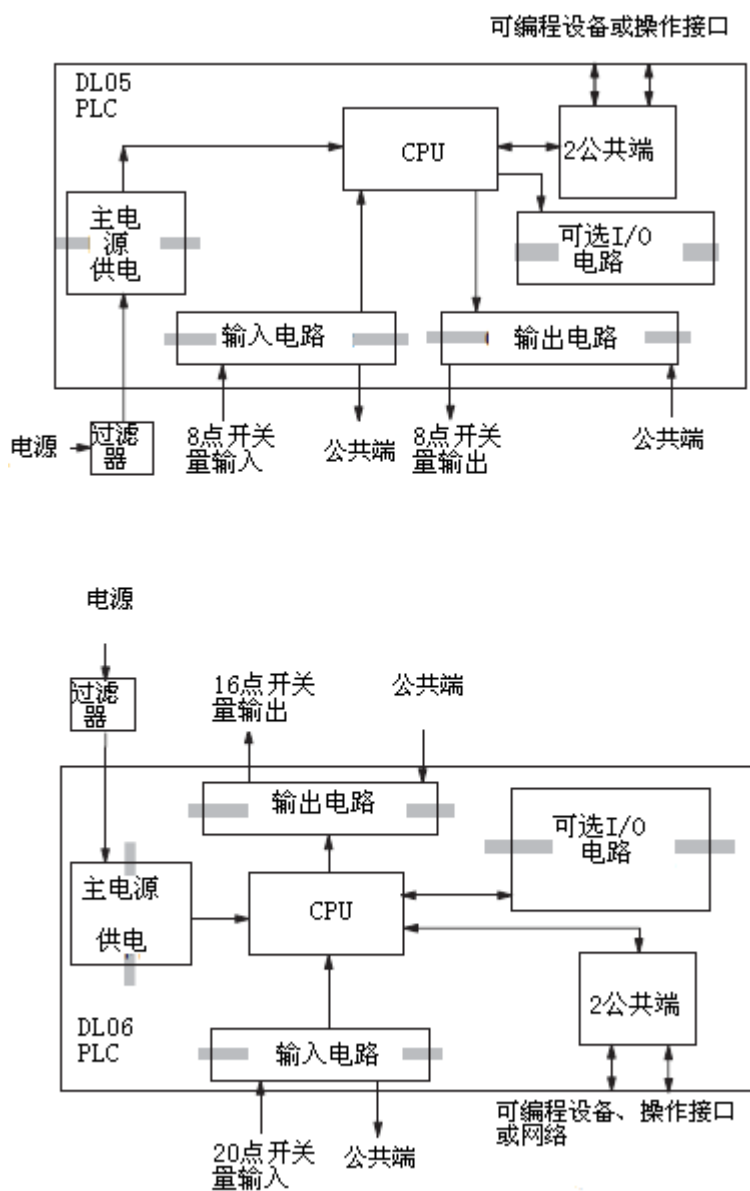 可编程设备或操作接口
DL05
PLC
CPU
2公共端
主电
源
供电
可选I/O
电路
输入电路
输出电路
电源
过滤
器
8点开关
量输入
公共端
8点开关
量输出
公共端
电源
过滤
器
16点开关
量输出
公共端
输出电路
可选I/O
电路
主电源
供电
CPU
2公共端
DL06
PLC
输入电路
可编程设备、操作接口
或网络
20点开关
量输入
公共端